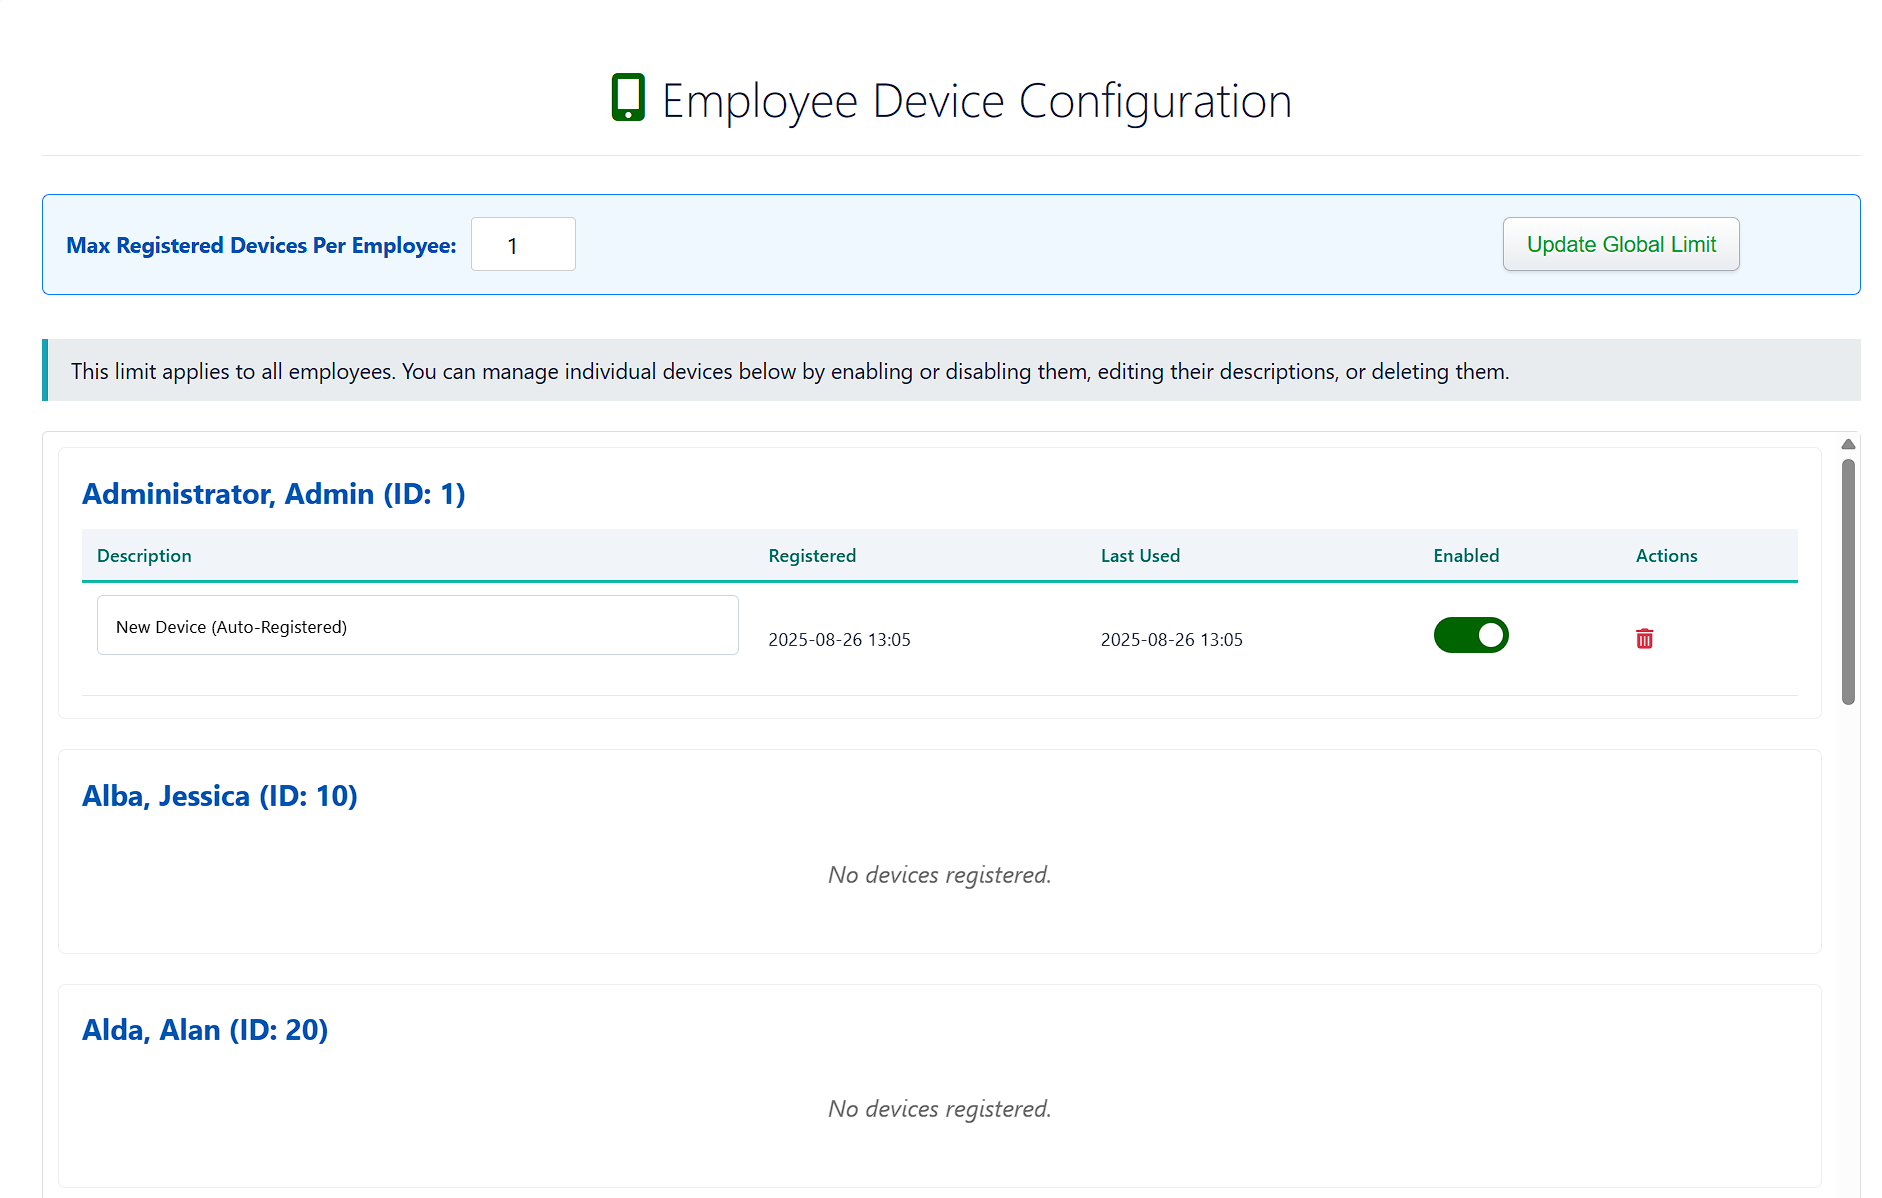 Employee Device Configuration
Max Registered Devices Per Employee: 1 Update Global Limit
This limit applies to all employees. You can manage individual devices below by enabling or disabling them, editing their descriptions, or deleting them.
Administrator, Admin (ID: 1)
Description Registered Last Used Enabled Actions
New Device (Auto-Registered) 2025-08-26 13:05 2025-08-26 13:05
Alba, Jessica (ID: 10)
No devices registered.
Alda, Alan (ID: 20)
No devices registered.